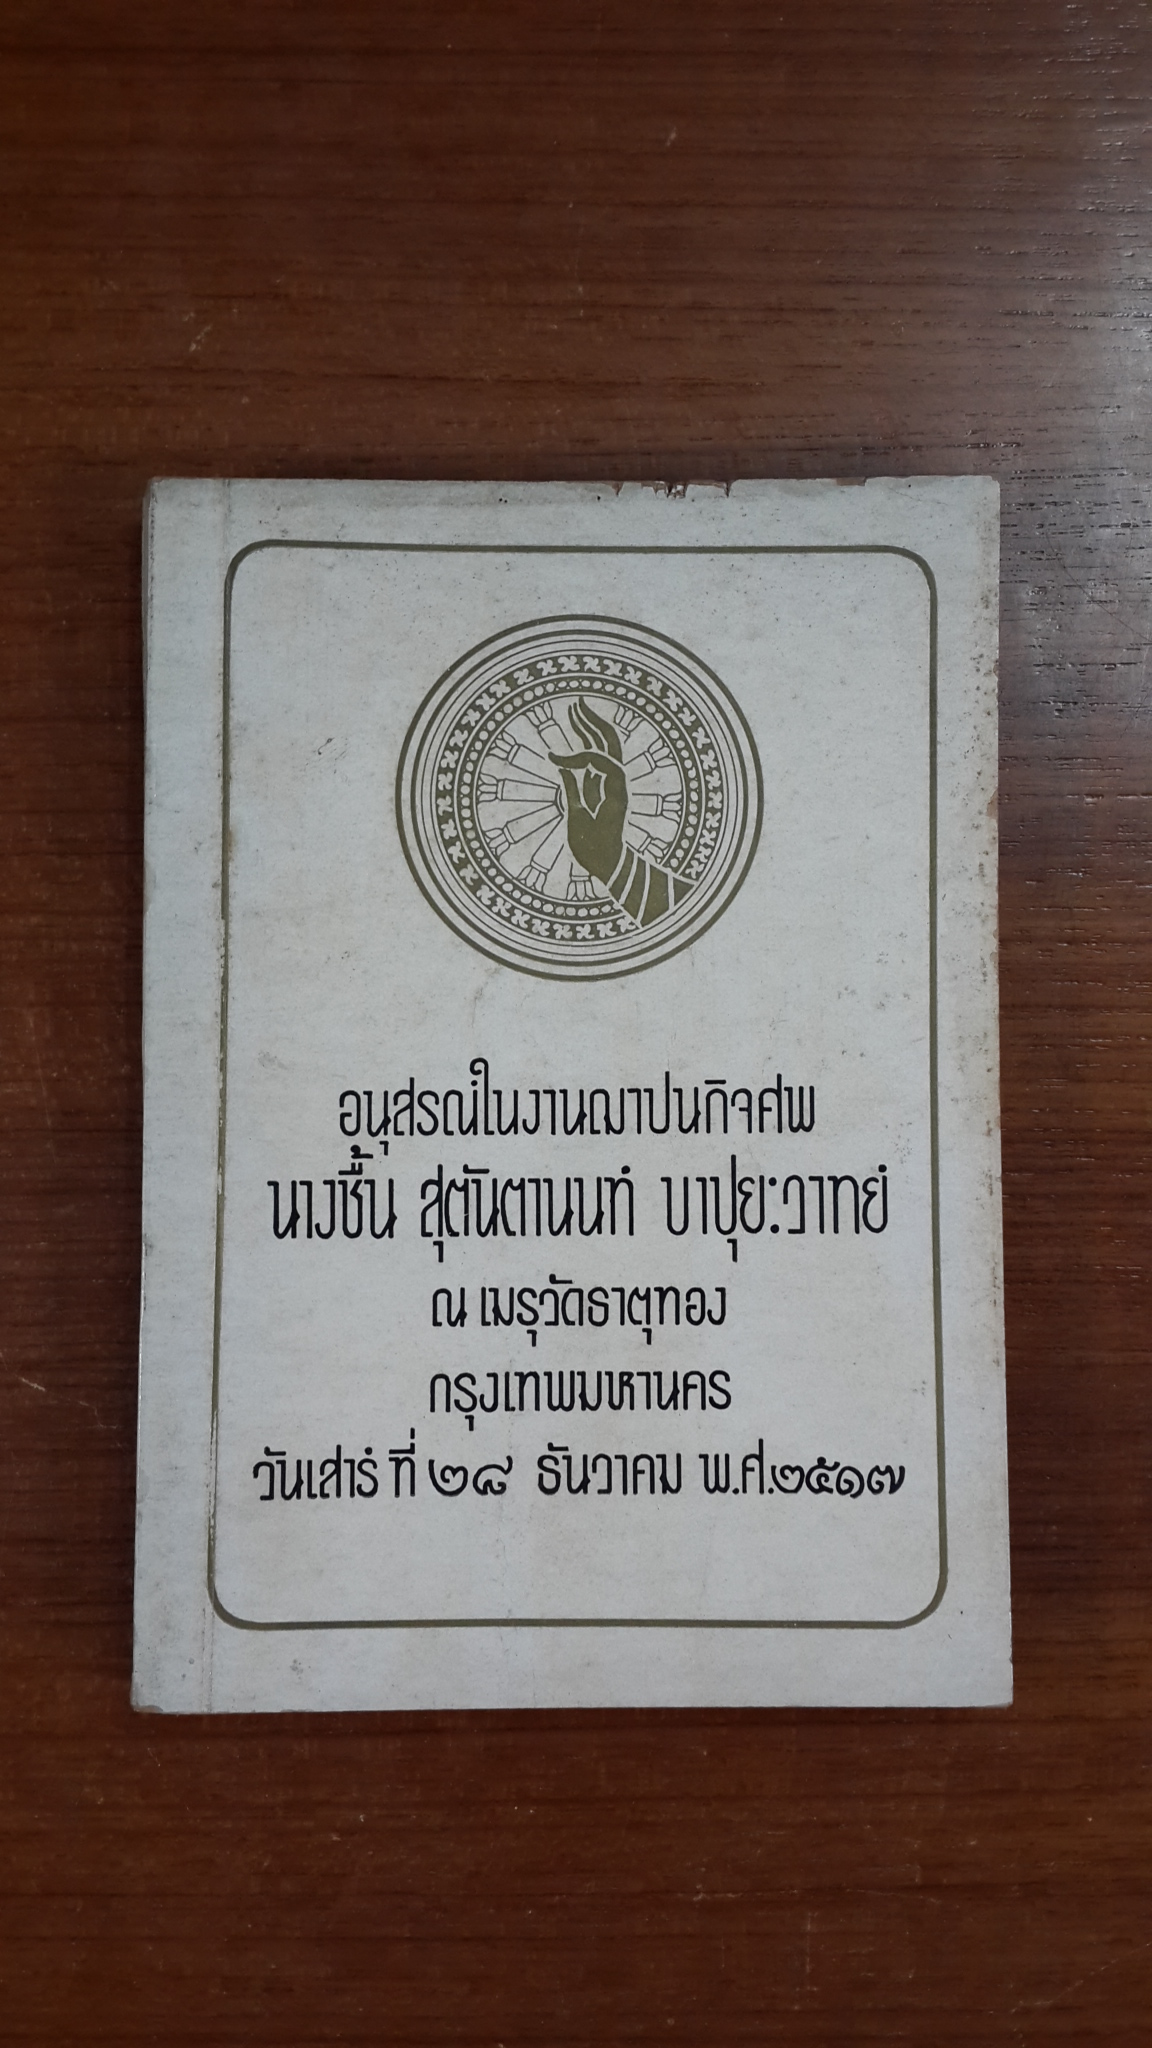 อนุสรณ์ในงานฌาปนกิจศพ
นางชื้น สุตันตานนท์ บาปุยะวาทย์
ณ เมรุวัดธาตุทอง
กรุงเทพมหานคร
วันเสาร์ ที่ ๒๘ ธันวาคม พ.ศ.๒๕๑๗